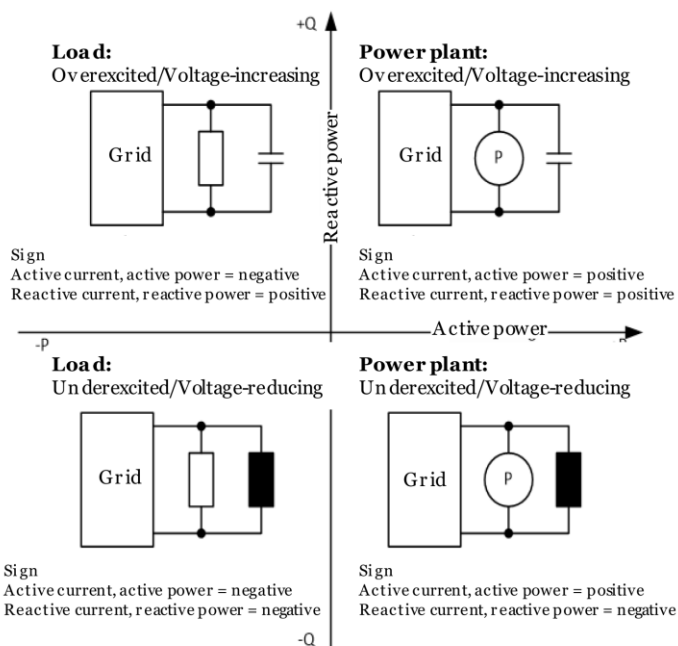 +Q
Load:
Overexcited/Voltage-increasing
Grid
Sign
Active current, active power = negative
Reactive current, reactive power = positive
Power plant:
Overexcited/Voltage-increasing
Grid
P
Sign
Active current, active power = positive
Reactive current, reactive power = positive
Reactive power
Active power
-P
Load:
Underexcited/Voltage-reducing
Grid
Sign
Active current, active power = negative
Reactive current, reactive power = negative
Power plant:
Underexcited/Voltage-reducing
Grid
P
Sign
Active current, active power = positive
Reactive current, reactive power = negative
-Q